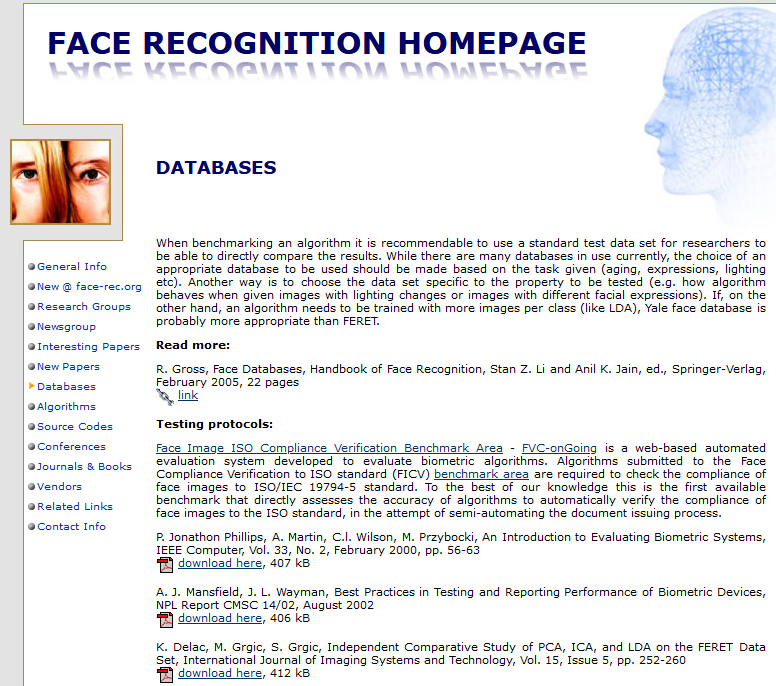 FACE RECOGNITION HOMEPAGE
DATABASES
General Info
New @ face-rec.org
Research Groups
Newsgroup
Interesting Papers
New Papers
Databases
Algorithms
Source Codes
Conferences
Journals & Books
Vendors
Related Links
Contact Info
When benchmarking an algorithm it is recommendable to use a standard test data set for researchers to
be able to directly compare the results. While there are many databases in use currently, the choice of an
appropriate database to be used should be made based on the task given (aging, expressions, lighting
etc). Another way is to choose the data set specific to the property to be tested (e.g. how algorithm
behaves when given images with lighting changes or images with different facial expressions). If, on the
other hand, an algorithm needs to be trained with more images per class (like LDA), Yale face database is
probably more appropriate than FERET.
Read more:
R. Gross, Face Databases, Handbook of Face Recognition, Stan Z. Li and Anil K. Jain, ed., Springer-Verlag,
February 2005, 22 pages
link
Testing protocols:
Face Image ISO Compliance Verification Benchmark Area - FVC-onGoing is a web-based automated
evaluation system developed to evaluate biometric algorithms. Algorithms submitted to the Face
Compliance Verification to ISO standard (FICV) benchmark area are required to check the compliance of
face images to ISO/IEC 19794-5 standard. To the best of our knowledge this is the first available
benchmark that directly assesses the accuracy of algorithms to automatically verify the compliance of
face images to the ISO standard, in the attempt of semi-automating the document issuing process.
P. Jonathon Phillips, A. Martin, C.l. Wilson, M. Przybocki, An Introduction to Evaluating Biometric Systems,
IEEE Computer, Vol. 33, No. 2, February 2000, pp. 56-63
download here, 407 kB
A. J. Mansfield, J. L. Wayman, Best Practices in Testing and Reporting Performance of Biometric Devices,
NPL Report CMSC 14/02, August 2002
download here, 406 kB
K. Delac, M. Grgic, S. Grgic, Independent Comparative Study of PCA, ICA, and LDA on the FERET Data
Set, International Journal of Imaging Systems and Technology, Vol. 15, Issue 5, pp. 252-260
download here, 412 kB